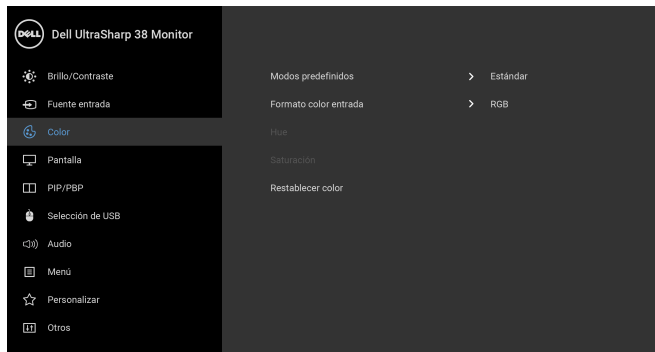 DELL Dell UltraSharp 38 Monitor
Brillo/Contraste
Modos predefinidos Estándar
Fuente entrada
Formato color entrada RGB
Color
Hue
Pantalla
Saturación
PIP/PBP
Restablecer color
Selección de USB
Audio
Menú
Personalizar
Otros